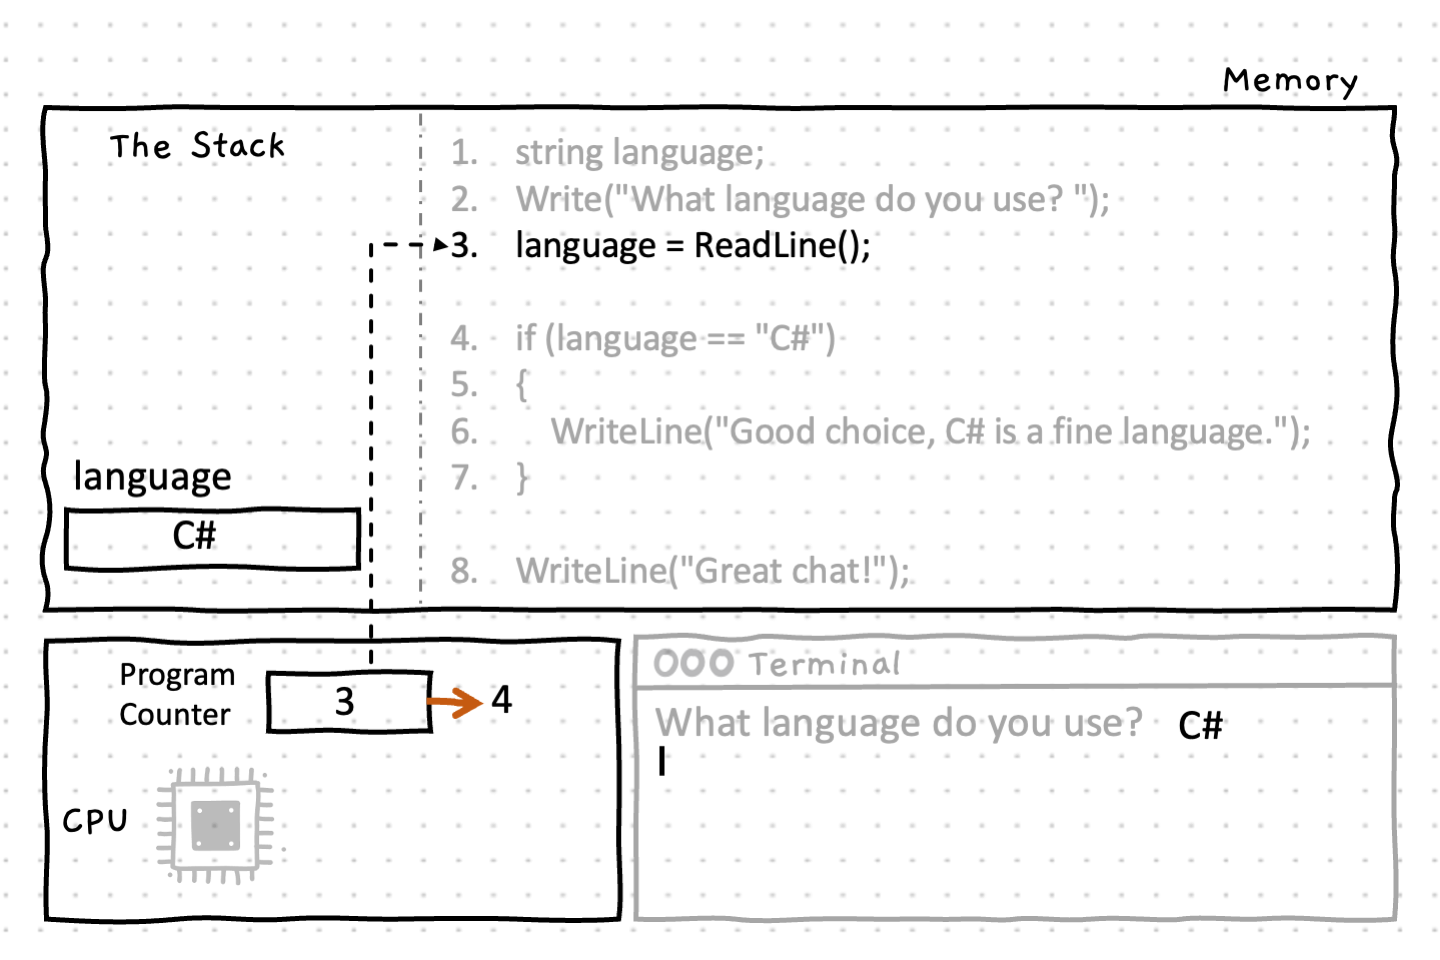 Memory
The Stack
1. string language;
2. Write("What language do you use? ");
3. language = ReadLine();
4. if (language == "C#")
5. {
6. WriteLine("Good choice, C# is a fine language.");
7. }
8. WriteLine("Great chat!");
language
C#
Program
Counter
3
4
CPU
Terminal
What language do you use? C#